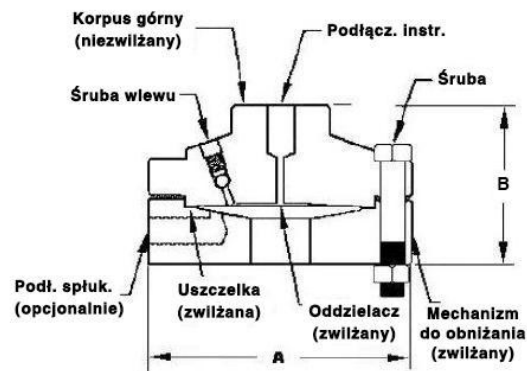 Korpus górny
(niezwilżany)
Podłącz. instr.
Śruba wlewu
Śruba
B
Podł. spłuk.
(opcjonalnie)
Uszczelka
(zwilżana)
Oddzielacz
(zwilżany)
Mechanizm
do obniżania
(zwilżany)
A